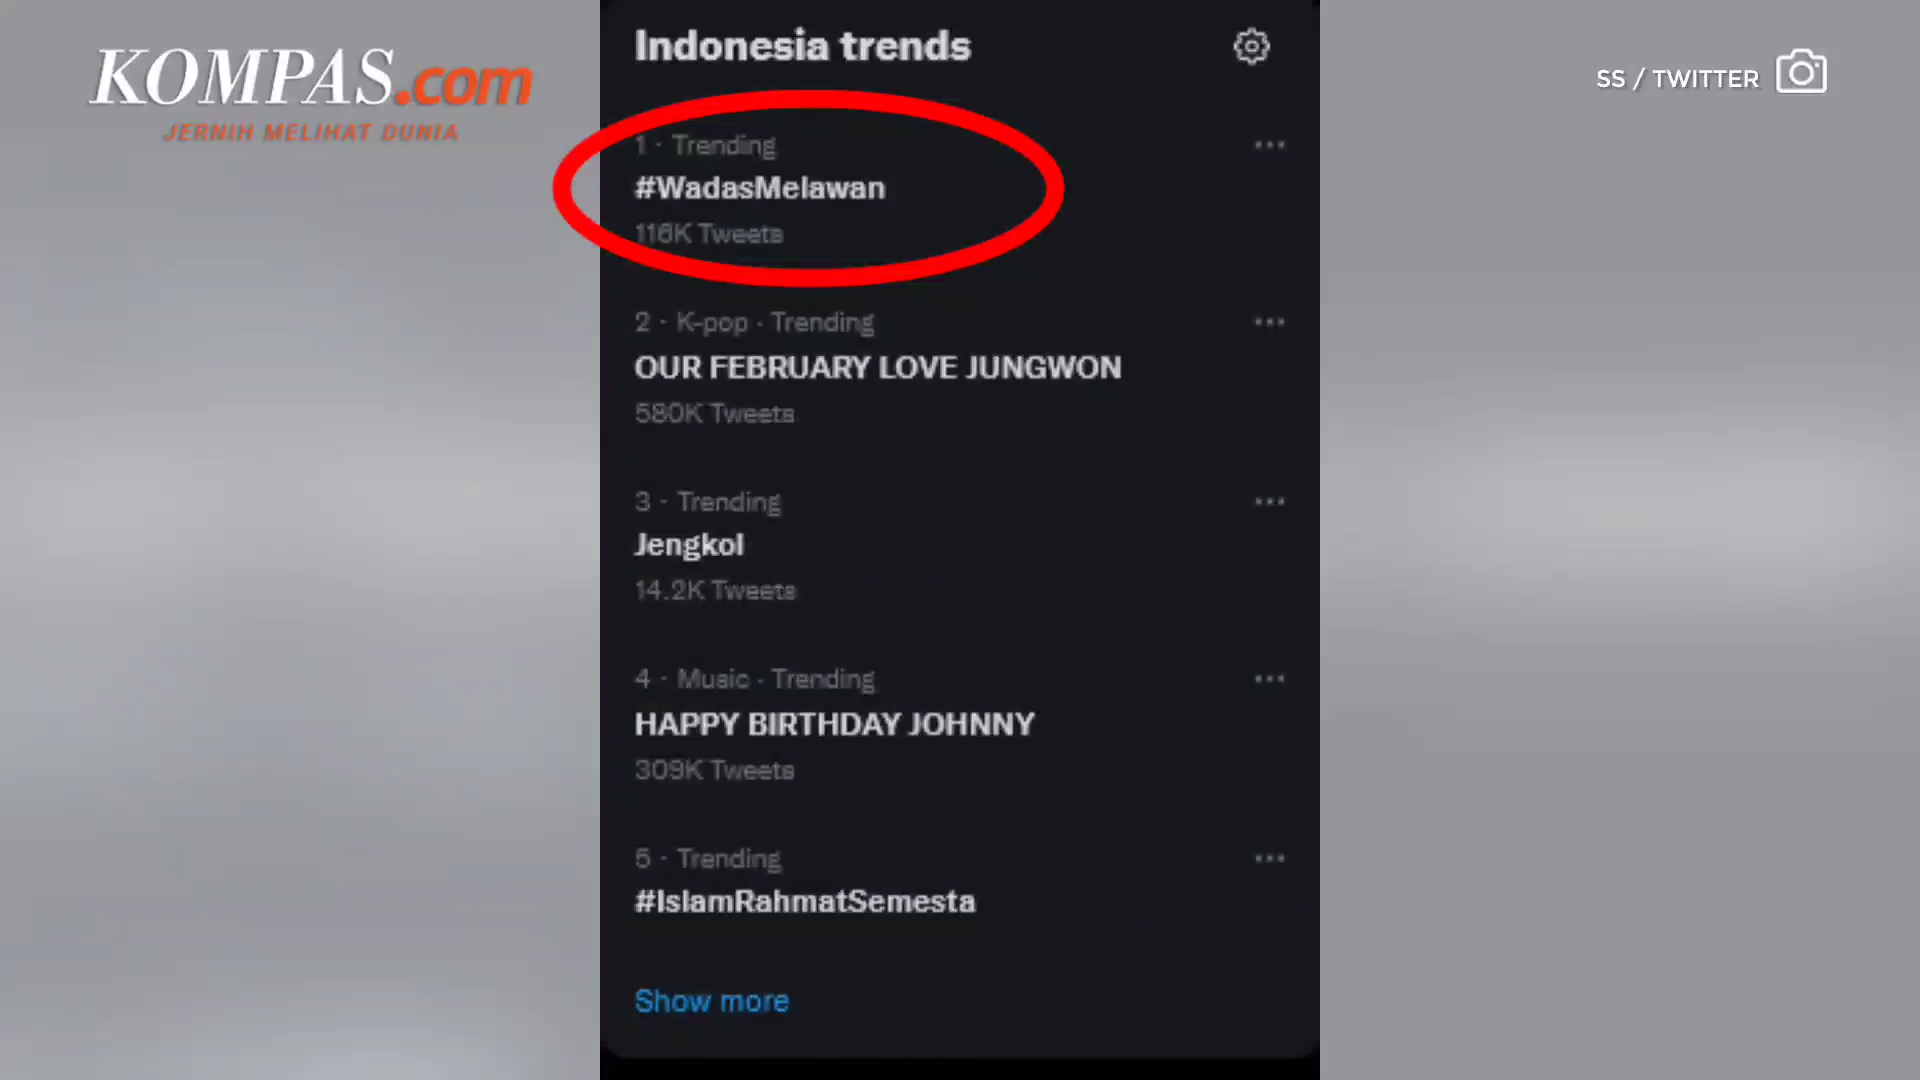 KOMPAS.com
JERNIH MELIHAT DUNIA
SS / TWITTER
Indonesia trends
1 · Trending
#WadasMelawan
116K Tweets
2 · K-pop · Trending
OUR FEBRUARY LOVE JUNGWON
580K Tweets
3 · Trending
Jengkol
14.2K Tweets
4 · Music · Trending
HAPPY BIRTHDAY JOHNNY
309K Tweets
5 · Trending
#IslamRahmatSemesta
Show more